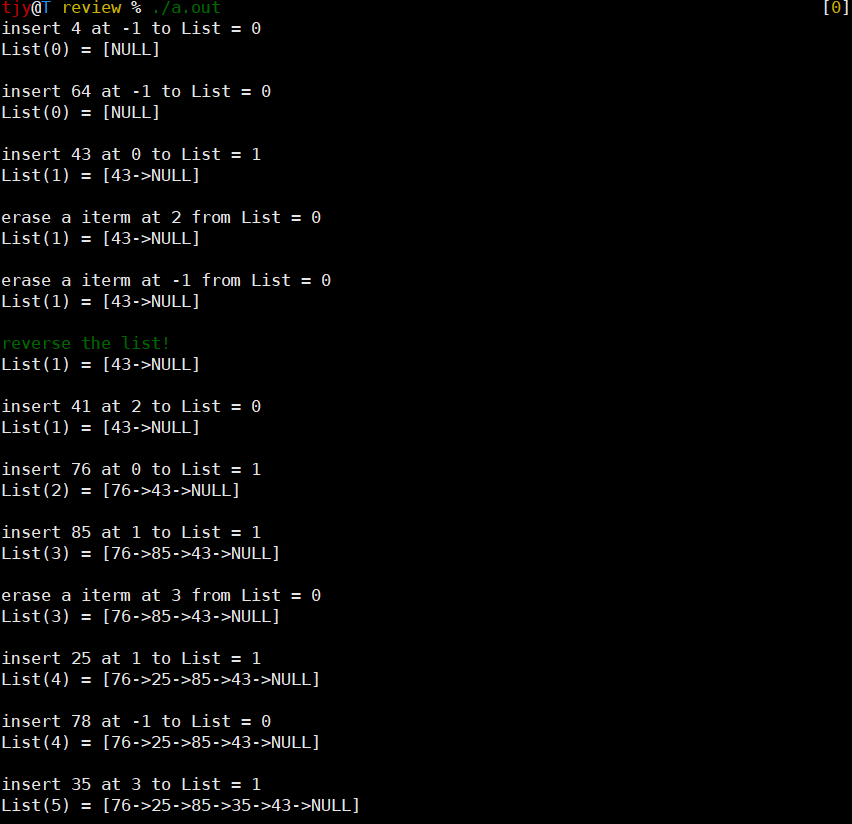 tjy@T review % ./a.out [0]
insert 4 at -1 to List = 0
List(0) = [NULL]
insert 64 at -1 to List = 0
List(0) = [NULL]
insert 43 at 0 to List = 1
List(1) = [43->NULL]
erase a iterm at 2 from List = 0
List(1) = [43->NULL]
erase a iterm at -1 from List = 0
List(1) = [43->NULL]
reverse the list!
List(1) = [43->NULL]
insert 41 at 2 to List = 0
List(1) = [43->NULL]
insert 76 at 0 to List = 1
List(2) = [76->43->NULL]
insert 85 at 1 to List = 1
List(3) = [76->85->43->NULL]
erase a iterm at 3 from List = 0
List(3) = [76->85->43->NULL]
insert 25 at 1 to List = 1
List(4) = [76->25->85->43->NULL]
insert 78 at -1 to List = 0
List(4) = [76->25->85->43->NULL]
insert 35 at 3 to List = 1
List(5) = [76->25->85->35->43->NULL]